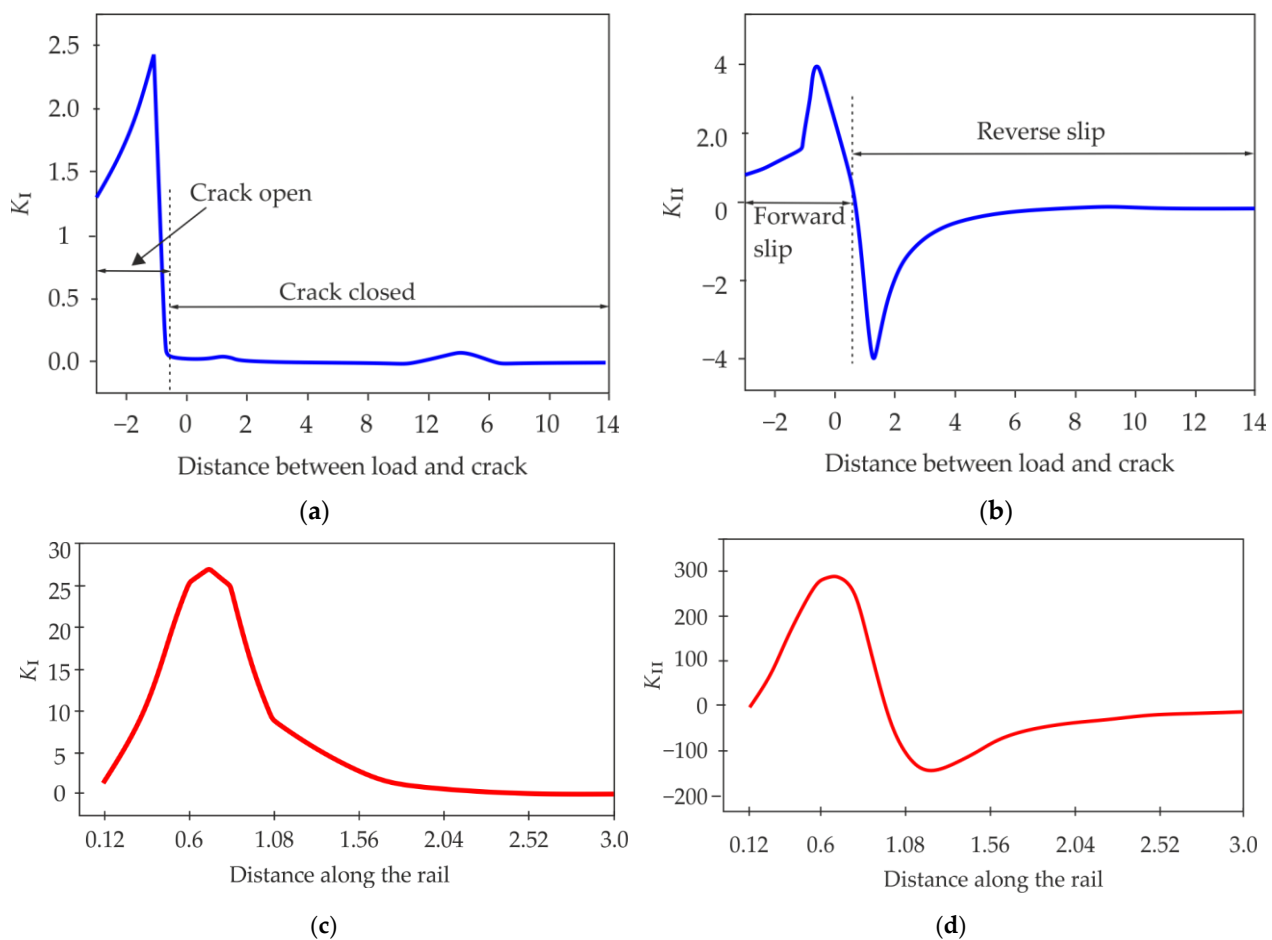 2.5
2.0
1.5
1
0.5
0.0
K_I
Crack open
Crack closed
−2 0 2 4 6 8 12 6 10 14
Distance between load and crack
(a)
4
2.0
0
−2
−4
K_II
Reverse slip
Forward
slip
−2 0 2 4 6 8 10 12 14
Distance between load and crack
(b)
30
25
20
15
10
5
0
K_I
0.12 0.6 1.08 1.56 2.04 2.52 3.0
Distance along the rail
(c)
300
200
100
0
−100
−200
K_II
0.12 0.6 1.08 1.56 2.04 2.52 3.0
Distance along the rail
(d)